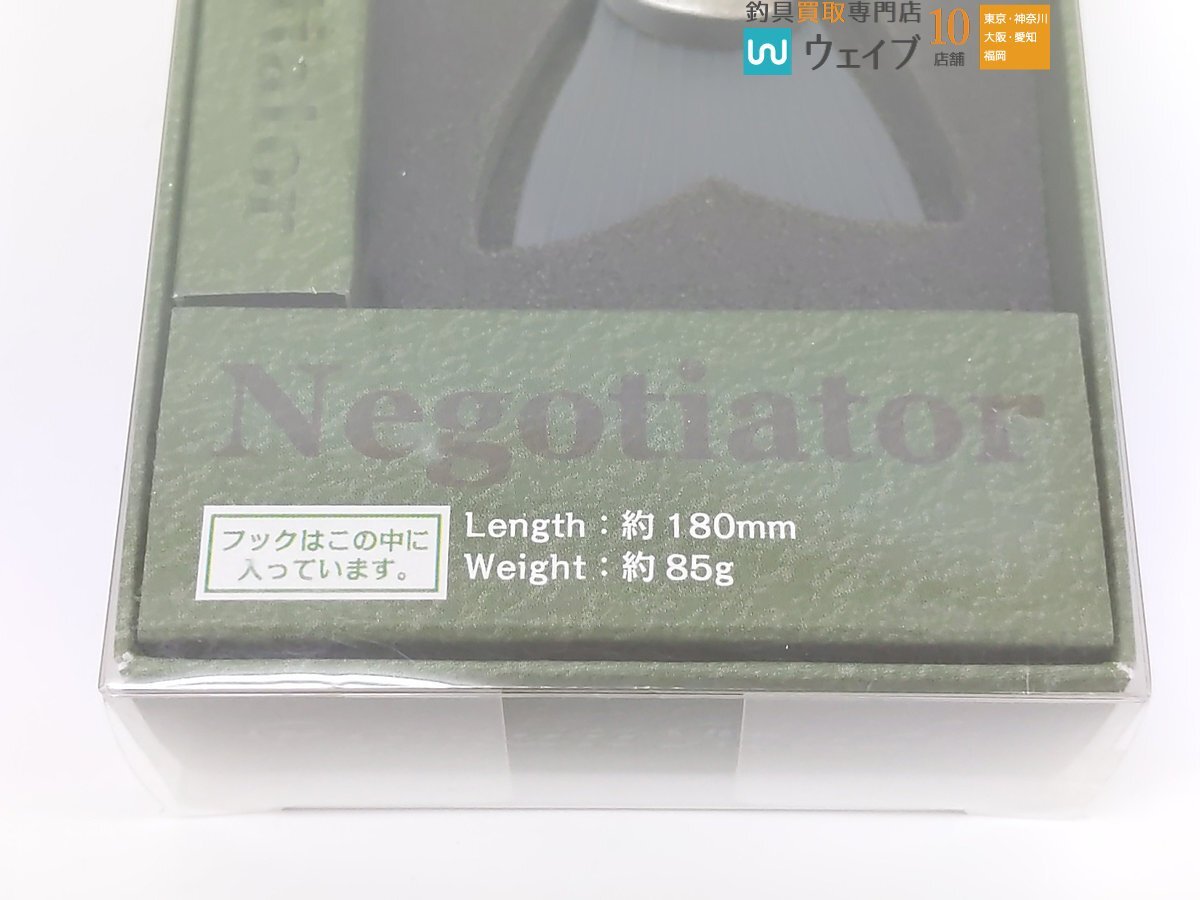 釣具買取専門店
ウェイブ
10
店舗
東京・神奈川
大阪・愛知
福岡
Negotiator
フックはこの中に
入っています。
Length：約 180mm
Weight：約 85g